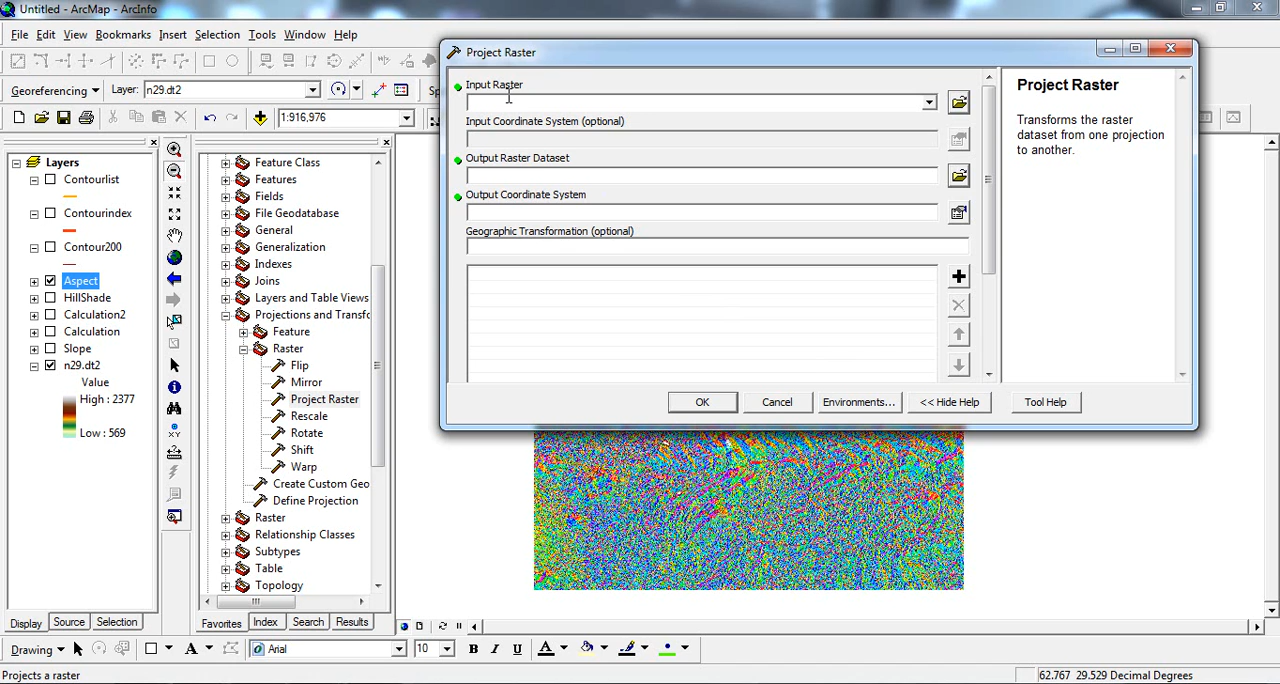 Untitled - ArcMap - ArcInfo
File Edit View Bookmarks Insert Selection Tools Window Help
Georeferencing Layer: n29.dt2
1:916,976
Layers
Contourlist
Contourindex
Contour200
Aspect
HillShade
Calculation2
Calculation
Slope
n29.dt2
Value
High : 2377
Low : 569
Display Source Selection
Feature Class
Features
Fields
File Geodatabase
General
Generalization
Indexes
Joins
Layers and Table Views
Projections and Transfo
Feature
Raster
Flip
Mirror
Project Raster
Rescale
Rotate
Shift
Warp
Create Custom Geo
Define Projection
Raster
Relationship Classes
Subtypes
Table
Topology
Favorites Index Search Results
Project Raster
Input Raster
Input Coordinate System (optional)
Output Raster Dataset
Output Coordinate System
Geographic Transformation (optional)
OK Cancel Environments... << Hide Help Tool Help
Project Raster
Transforms the raster
dataset from one projection
to another.
Drawing A Arial 10 B I U A
Projects a raster
62.767 29.529 Decimal Degrees